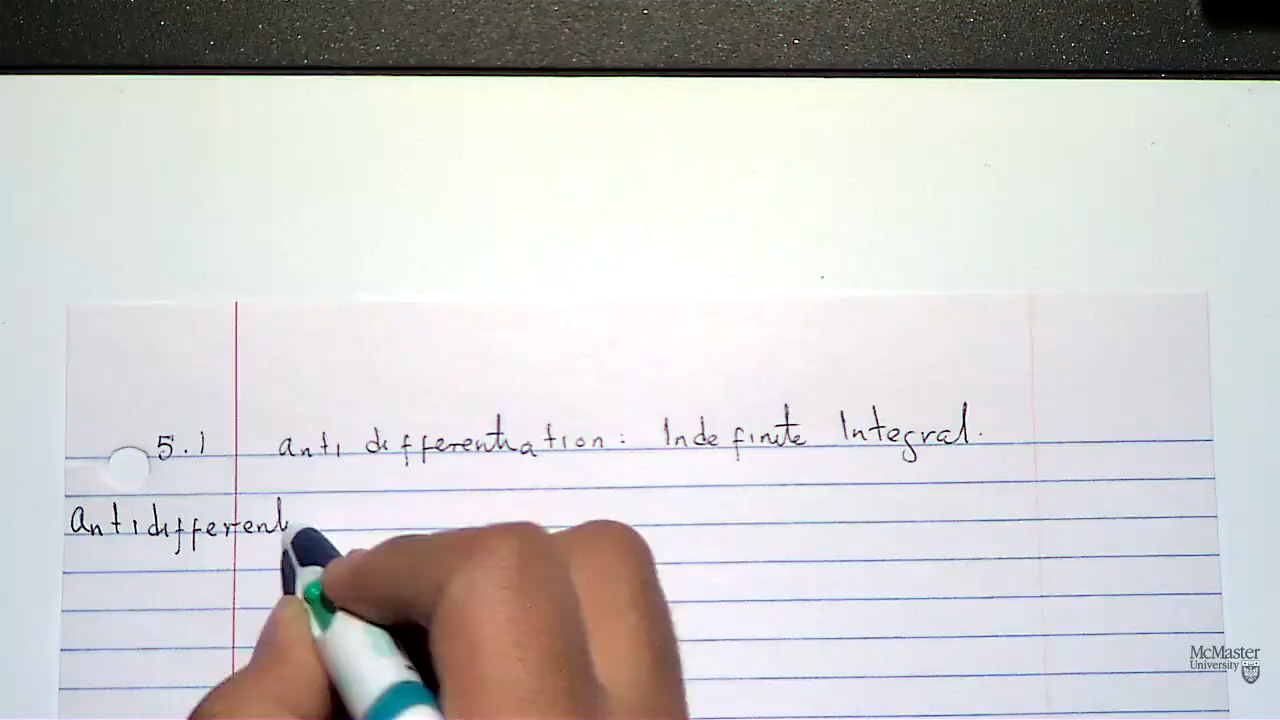 5.1 anti differentiation: Indefinite Integral.
antidifferent
McMaster
University